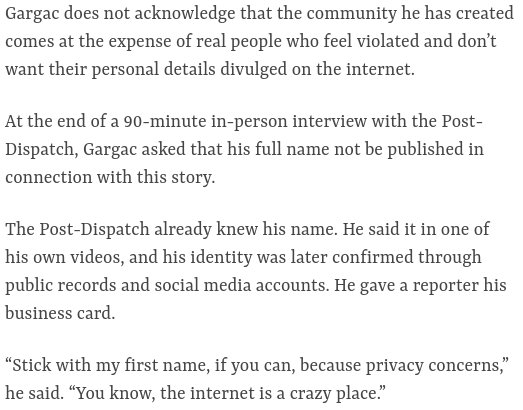 Gargac does not acknowledge that the community he has created
comes at the expense of real people who feel violated and don’t
want their personal details divulged on the internet.
At the end of a 90-minute in-person interview with the Post-
Dispatch, Gargac asked that his full name not be published in
connection with this story.
The Post-Dispatch already knew his name. He said it in one of
his own videos, and his identity was later confirmed through
public records and social media accounts. He gave a reporter his
business card.
“Stick with my first name, if you can, because privacy concerns,”
he said. “You know, the internet is a crazy place.”